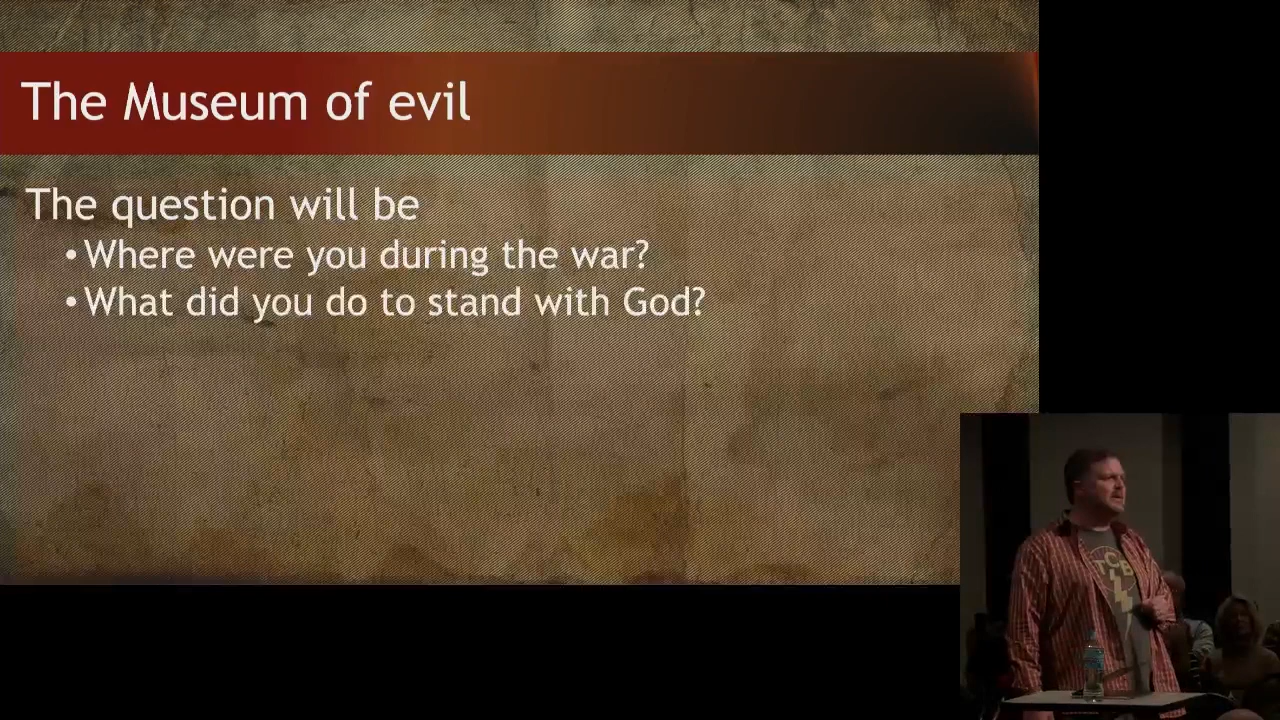 The Museum of evil
The question will be
• Where were you during the war?
• What did you do to stand with God?
TCB